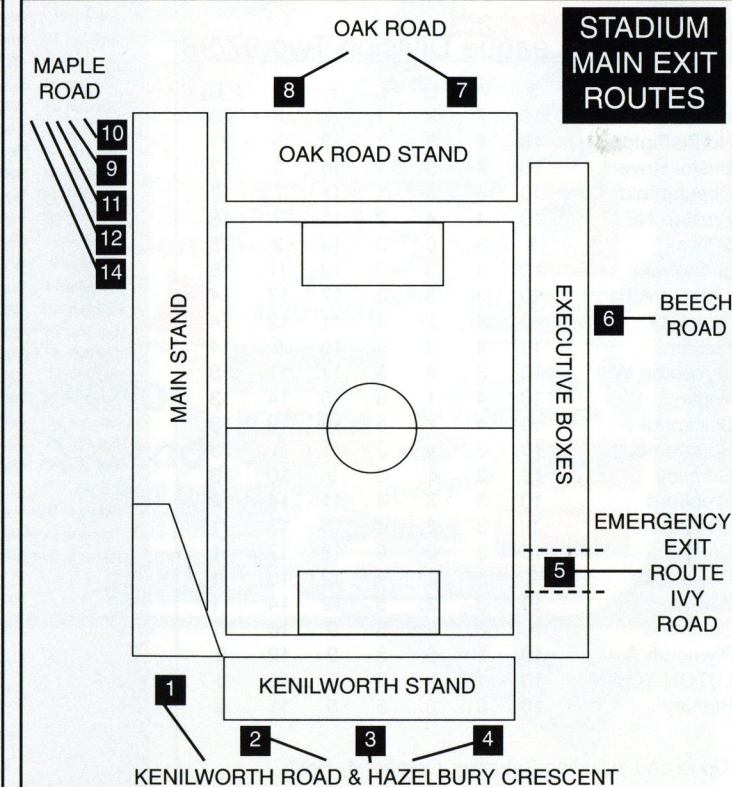 STADIUM
MAIN EXIT
ROUTES
OAK ROAD
8
7
MAPLE
ROAD
10
9
11
12
14
OAK ROAD STAND
MAIN STAND
EXECUTIVE BOXES
6
BEECH
ROAD
EMERGENCY
EXIT
ROUTE
IVY
ROAD
5
KENILWORTH STAND
1
2
3
4
KENILWORTH ROAD & HAZELBURY CRESCENT